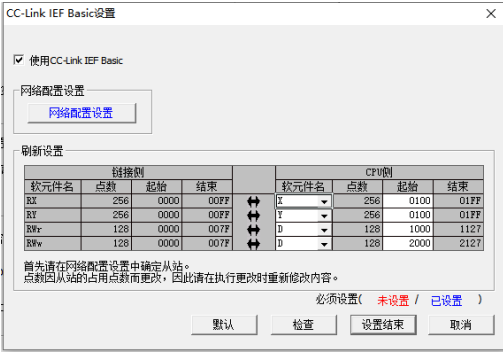 CC-Link IEF Basic设置
使用CC-Link IEF Basic
网络配置设置
网络配置设置
刷新设置
链接侧 CPU侧
软元件名 点数 起始 结束 软元件名 点数 起始 结束
RX 256 0000 00FF X 256 0100 01FF
RY 256 0000 00FF Y 256 0100 01FF
RWr 128 0000 007F D 128 1000 1127
RWw 128 0000 007F D 128 2000 2127
首先请在网络配置设置中确定从站。
点数因从站的占用点数而更改，因此请在执行更改时重新修改内容。
必须设置( 未设置 / 已设置 )
默认 检查 设置结束 取消